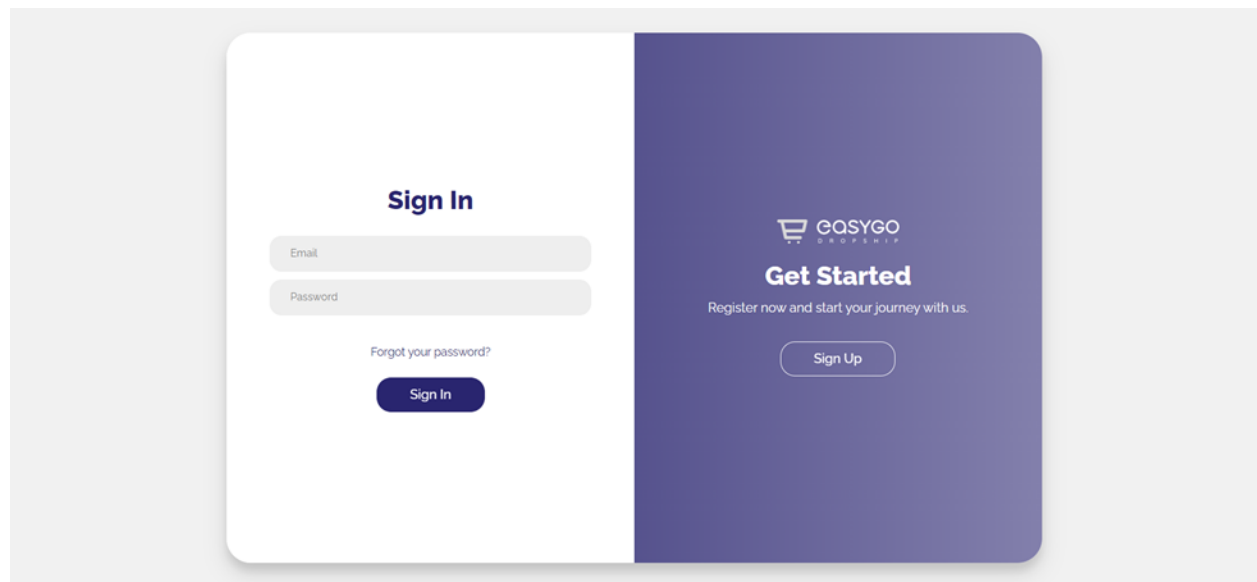 Sign In
Email
Password
Forgot your password?
Sign In
easyGO
DROPSHIP
Get Started
Register now and start your journey with us.
Sign Up